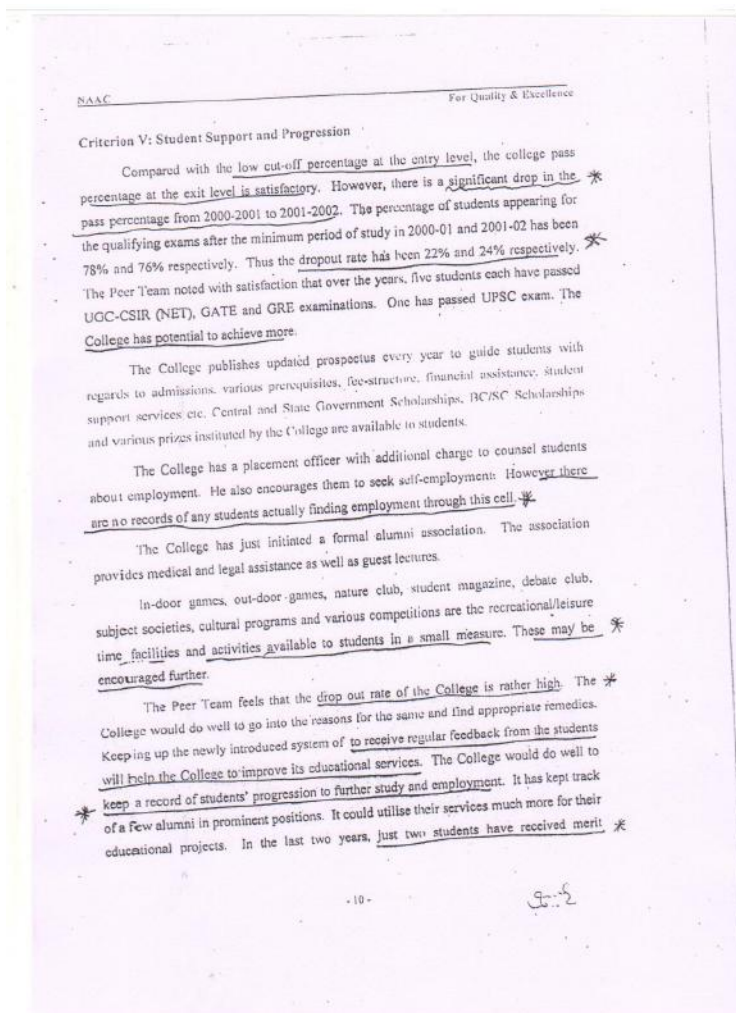 NAAC For Quality & Excellence
Criterion V: Student Support and Progression
Compared with the low cut-off percentage at the entry level, the college pass
percentage at the exit level is satisfactory. However, there is a significant drop in the
pass percentage from 2000-2001 to 2001-2002. The percentage of students appearing for
the qualifying exams after the minimum period of study in 2000-01 and 2001-02 has been
78% and 76% respectively. Thus the dropout rate has been 22% and 24% respectively.
The Peer Team noted with satisfaction that over the years, five students each have passed
UGC-CSIR (NET), GATE and GRE examinations. One has passed UPSC exam. The
College has potential to achieve more.
The College publishes updated prospectus every year to guide students with
regards to admissions, various prerequisites, fee-structure, financial assistance, student
support services etc. Central and State Government Scholarships, BC/SC Scholarships
and various prizes instituted by the College are available to students.
The College has a placement officer with additional charge to counsel students
about employment. He also encourages them to seek self-employment. However there
are no records of any students actually finding employment through this cell.
The College has just initiated a formal alumni association. The association
provides medical and legal assistance as well as guest lectures.
In-door games, out-door games, nature club, student magazine, debate club,
subject societies, cultural programs and various competitions are the recreational/leisure
time facilities and activities available to students in a small measure. These may be
encouraged further.
The Peer Team feels that the drop out rate of the College is rather high. The
College would do well to go into the reasons for the same and find appropriate remedies.
Keeping up the newly introduced system of to receive regular feedback from the students
will help the College to improve its educational services. The College would do well to
keep a record of students' progression to further study and employment. It has kept track
of a few alumni in prominent positions. It could utilise their services much more for their
educational projects. In the last two years, just two students have received merit
- 10 -